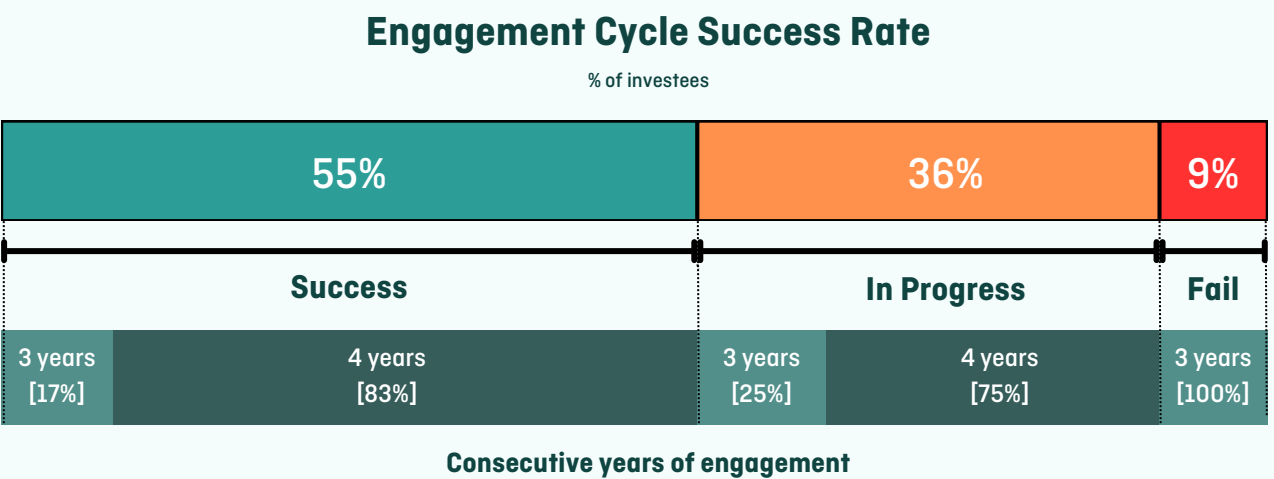 Engagement Cycle Success Rate
% of investees
55% 36% 9%
Success In Progress Fail
3 years 4 years 3 years 4 years 3 years
[17%] [83%] [25%] [75%] [100%]
Consecutive years of engagement